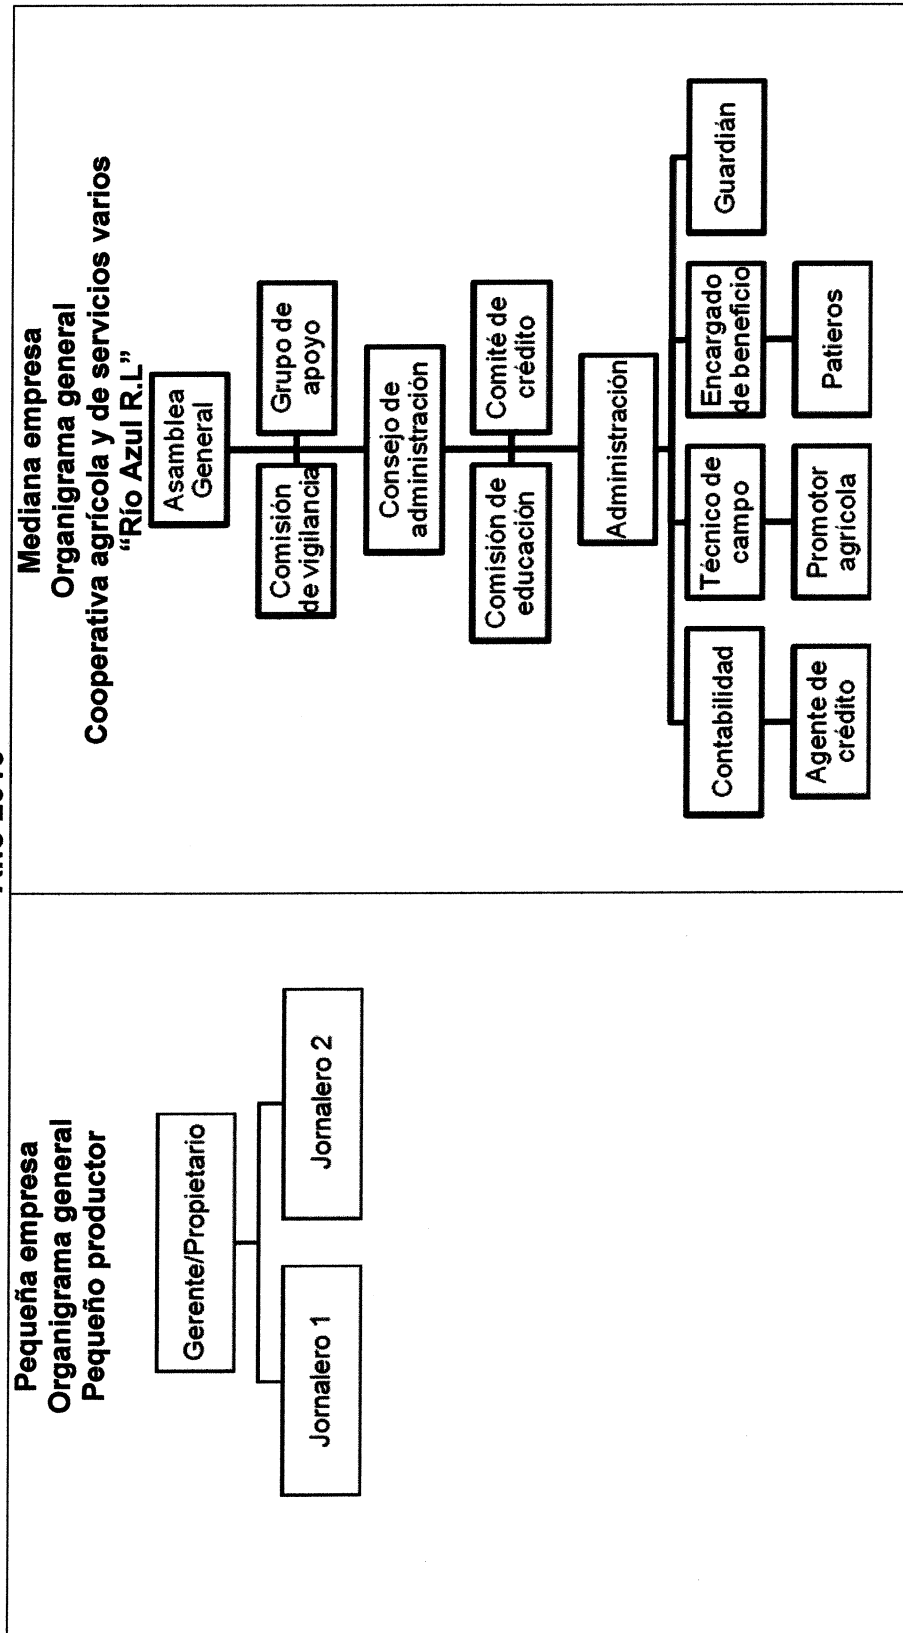 Pequeña empresa
Organigrama general
Pequeño productor
Gerente/Propietario
Jornalero 1
Jornalero 2
Mediana empresa
Organigrama general
Cooperativa agrícola y de servicios varios
“Río Azul R.L”
Asamblea
General
Comisión
de vigilancia
Grupo de
apoyo
Consejo de
administración
Comisión de
educación
Comité de
crédito
Administración
Contabilidad
Técnico de
campo
Encargado
de beneficio
Guardián
Agente de
crédito
Promotor
agrícola
Patieros